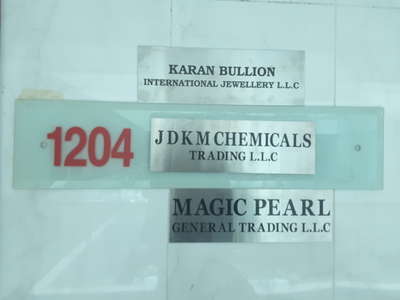 KARAN BULLION
INTERNATIONAL JEWELLERY L.L.C
1204
JDKM CHEMICALS
TRADING L.L.C
MAGIC PEARL
GENERAL TRADING L.L.C